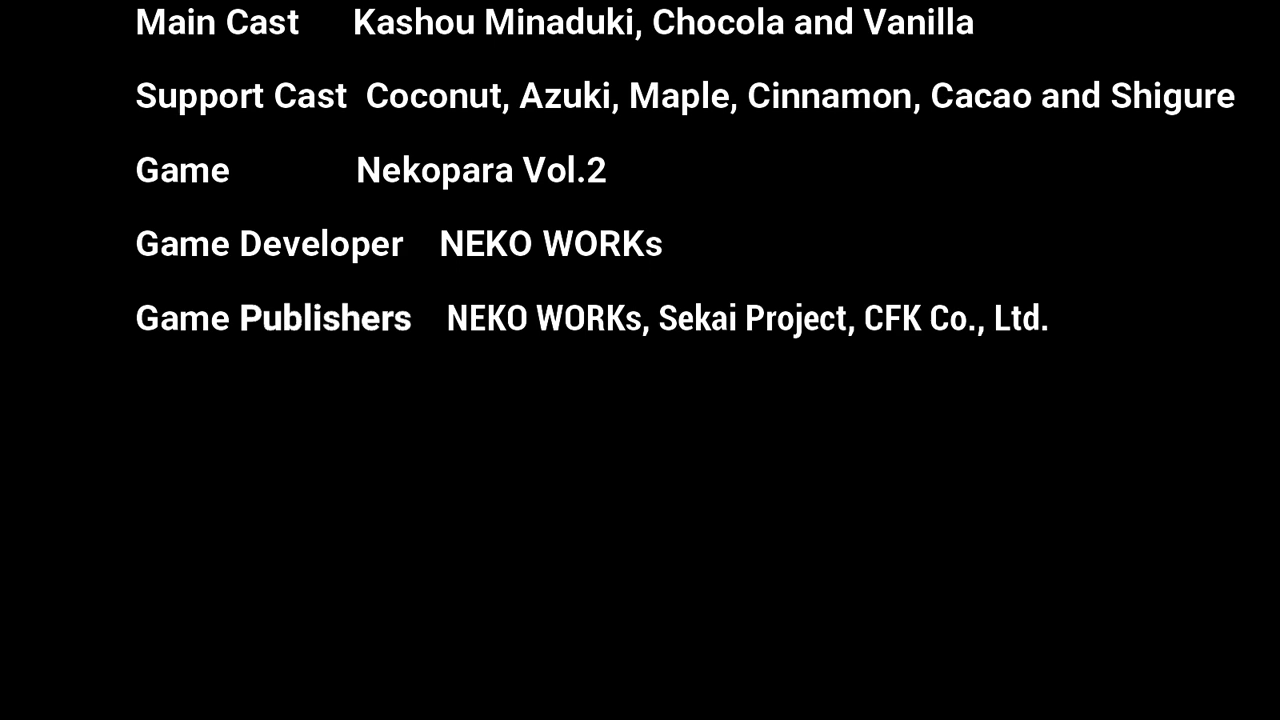 Main Cast Kashou Minaduki, Chocola and Vanilla
Support Cast Coconut, Azuki, Maple, Cinnamon, Cacao and Shigure
Game Nekopara Vol.2
Game Developer NEKO WORKs
Game Publishers NEKO WORKs, Sekai Project, CFK Co., Ltd.